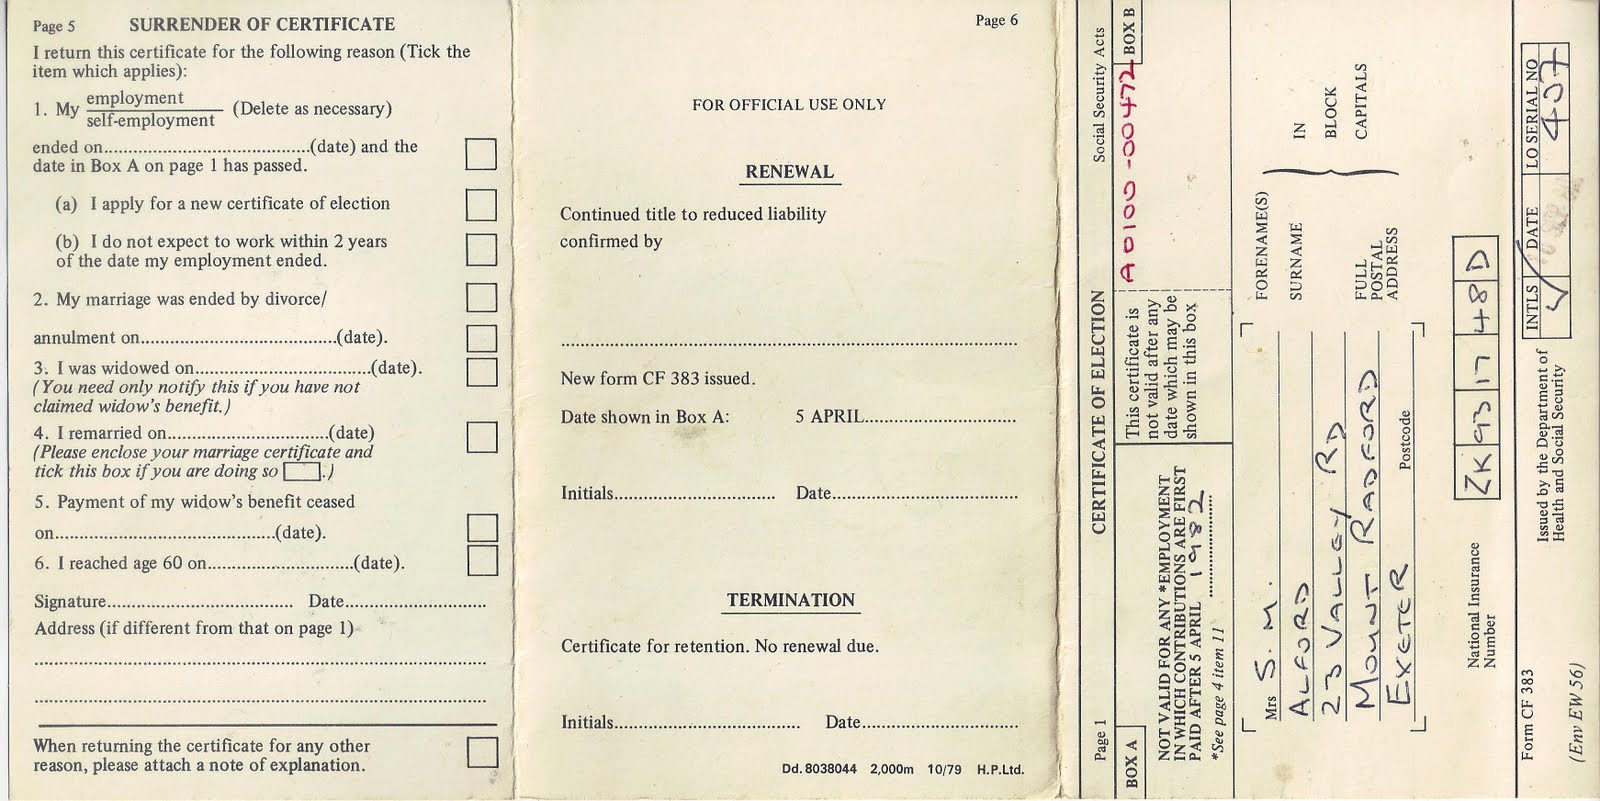 Page 5 SURRENDER OF CERTIFICATE
I return this certificate for the following reason (Tick the
item which applies):
1. My employment/self-employment (Delete as necessary)
ended on....................................(date) and the
date in Box A on page 1 has passed.
(a) I apply for a new certificate of election
(b) I do not expect to work within 2 years
of the date my employment ended.
2. My marriage was ended by divorce/
annulment on..................................(date).
3. I was widowed on..............................(date).
(You need only notify this if you have not
claimed widow's benefit.)
4. I remarried on...........................(date)
(Please enclose your marriage certificate and
tick this box if you are doing so .)
5. Payment of my widow's benefit ceased
on......................................(date).
6. I reached age 60 on.........................(date).
Signature................................ Date........................
Address (if different from that on page 1)
................................................................................
................................................................................
When returning the certificate for any other
reason, please attach a note of explanation.
Page 6
FOR OFFICIAL USE ONLY
RENEWAL
Continued title to reduced liability
confirmed by
................................................................................
New form CF 383 issued.
Date shown in Box A: 5 APRIL..........................
Initials............................ Date................................
TERMINATION
Certificate for retention. No renewal due.
Initials................................ Date...........................
Dd. 8038044 2,000m 10/79 H.P.Ltd.
Page 1 CERTIFICATE OF ELECTION Social Security Acts
BOX A
NOT VALID FOR ANY *EMPLOYMENT
IN WHICH CONTRIBUTIONS ARE FIRST
PAID AFTER 5 APRIL 1982
*See page 4 item 11
This certificate is
not valid after any
date which may be
shown in this box
A0100-00472 BOX B
Mrs S. M. FORENAME(S)
ALFORD SURNAME
IN
BLOCK
CAPITALS
23 VALLEY RD
MOUNT RADFORD
EXETER Postcode
FULL
POSTAL
ADDRESS
National Insurance
Number
ZK 93 17 48 D
Form CF 383
Issued by the Department of
Health and Social Security
INTLS DATE LO SERIAL NO
407
(Env EW 56)